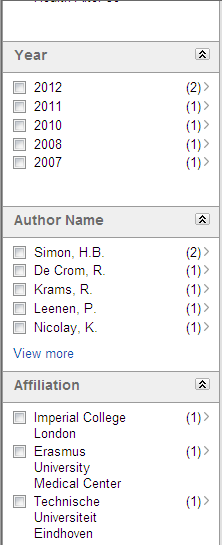 Year
2012 (2)
2011 (1)
2010 (1)
2008 (1)
2007 (1)
Author Name
Simon, H.B. (2)
De Crom, R. (1)
Krams, R. (1)
Leenen, P. (1)
Nicolay, K. (1)
View more
Affiliation
Imperial College (1)
London
Erasmus (1)
University
Medical Center
Technische (1)
Universiteit
Eindhoven